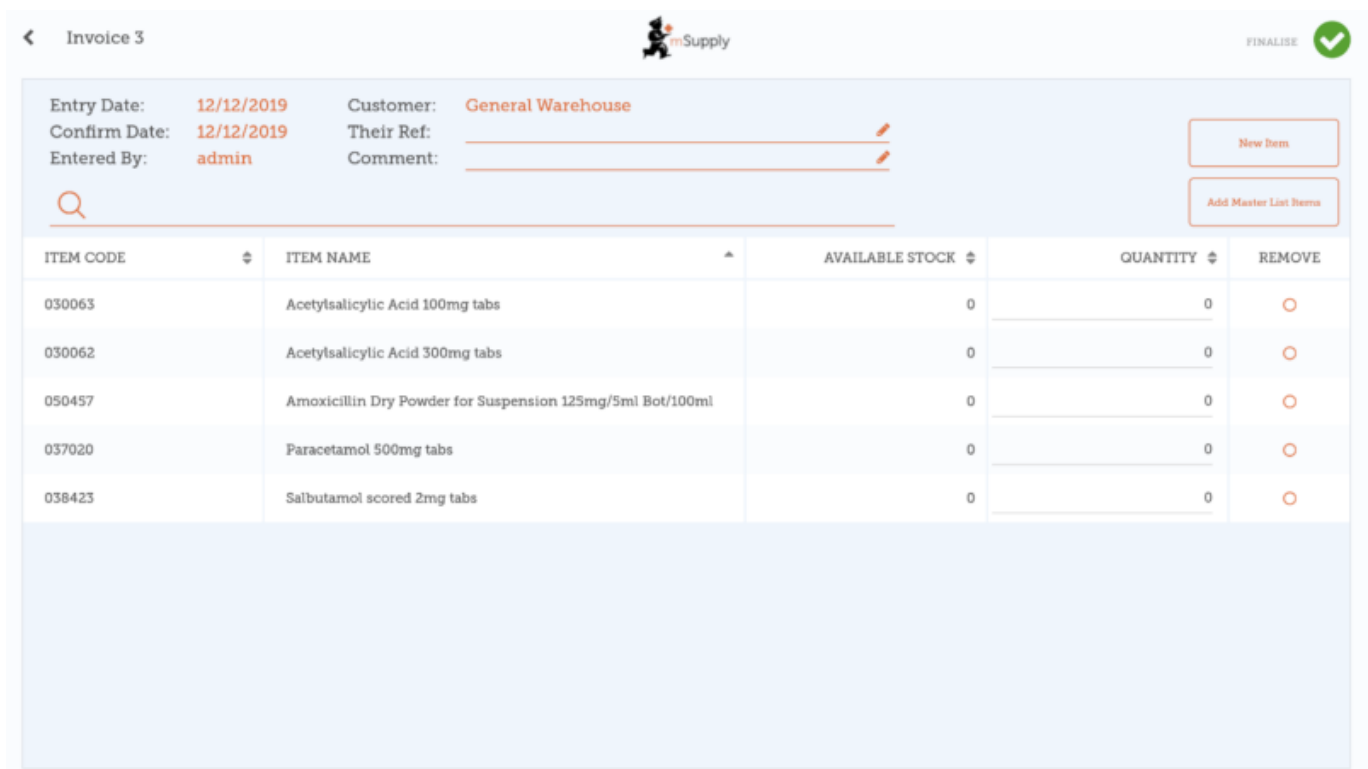 Invoice 3
mSupply
FINALISE
Entry Date: 12/12/2019 Customer: General Warehouse
Confirm Date: 12/12/2019 Their Ref:
Entered By: admin Comment:
New Item
Add Master List Items
ITEM CODE ITEM NAME AVAILABLE STOCK QUANTITY REMOVE
030063 Acetylsalicylic Acid 100mg tabs 0 0
030062 Acetylsalicylic Acid 300mg tabs 0 0
050457 Amoxicillin Dry Powder for Suspension 125mg/5ml Bot/100ml 0 0
037020 Paracetamol 500mg tabs 0 0
038423 Salbutamol scored 2mg tabs 0 0